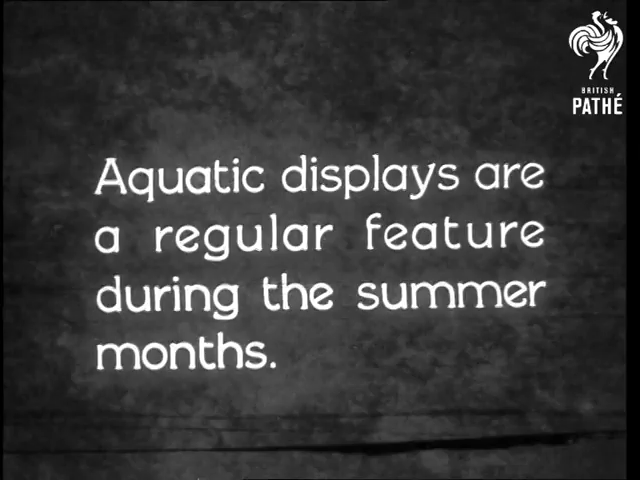 BRITISH
PATHÉ
Aquatic displays are
a regular feature
during the summer
months.